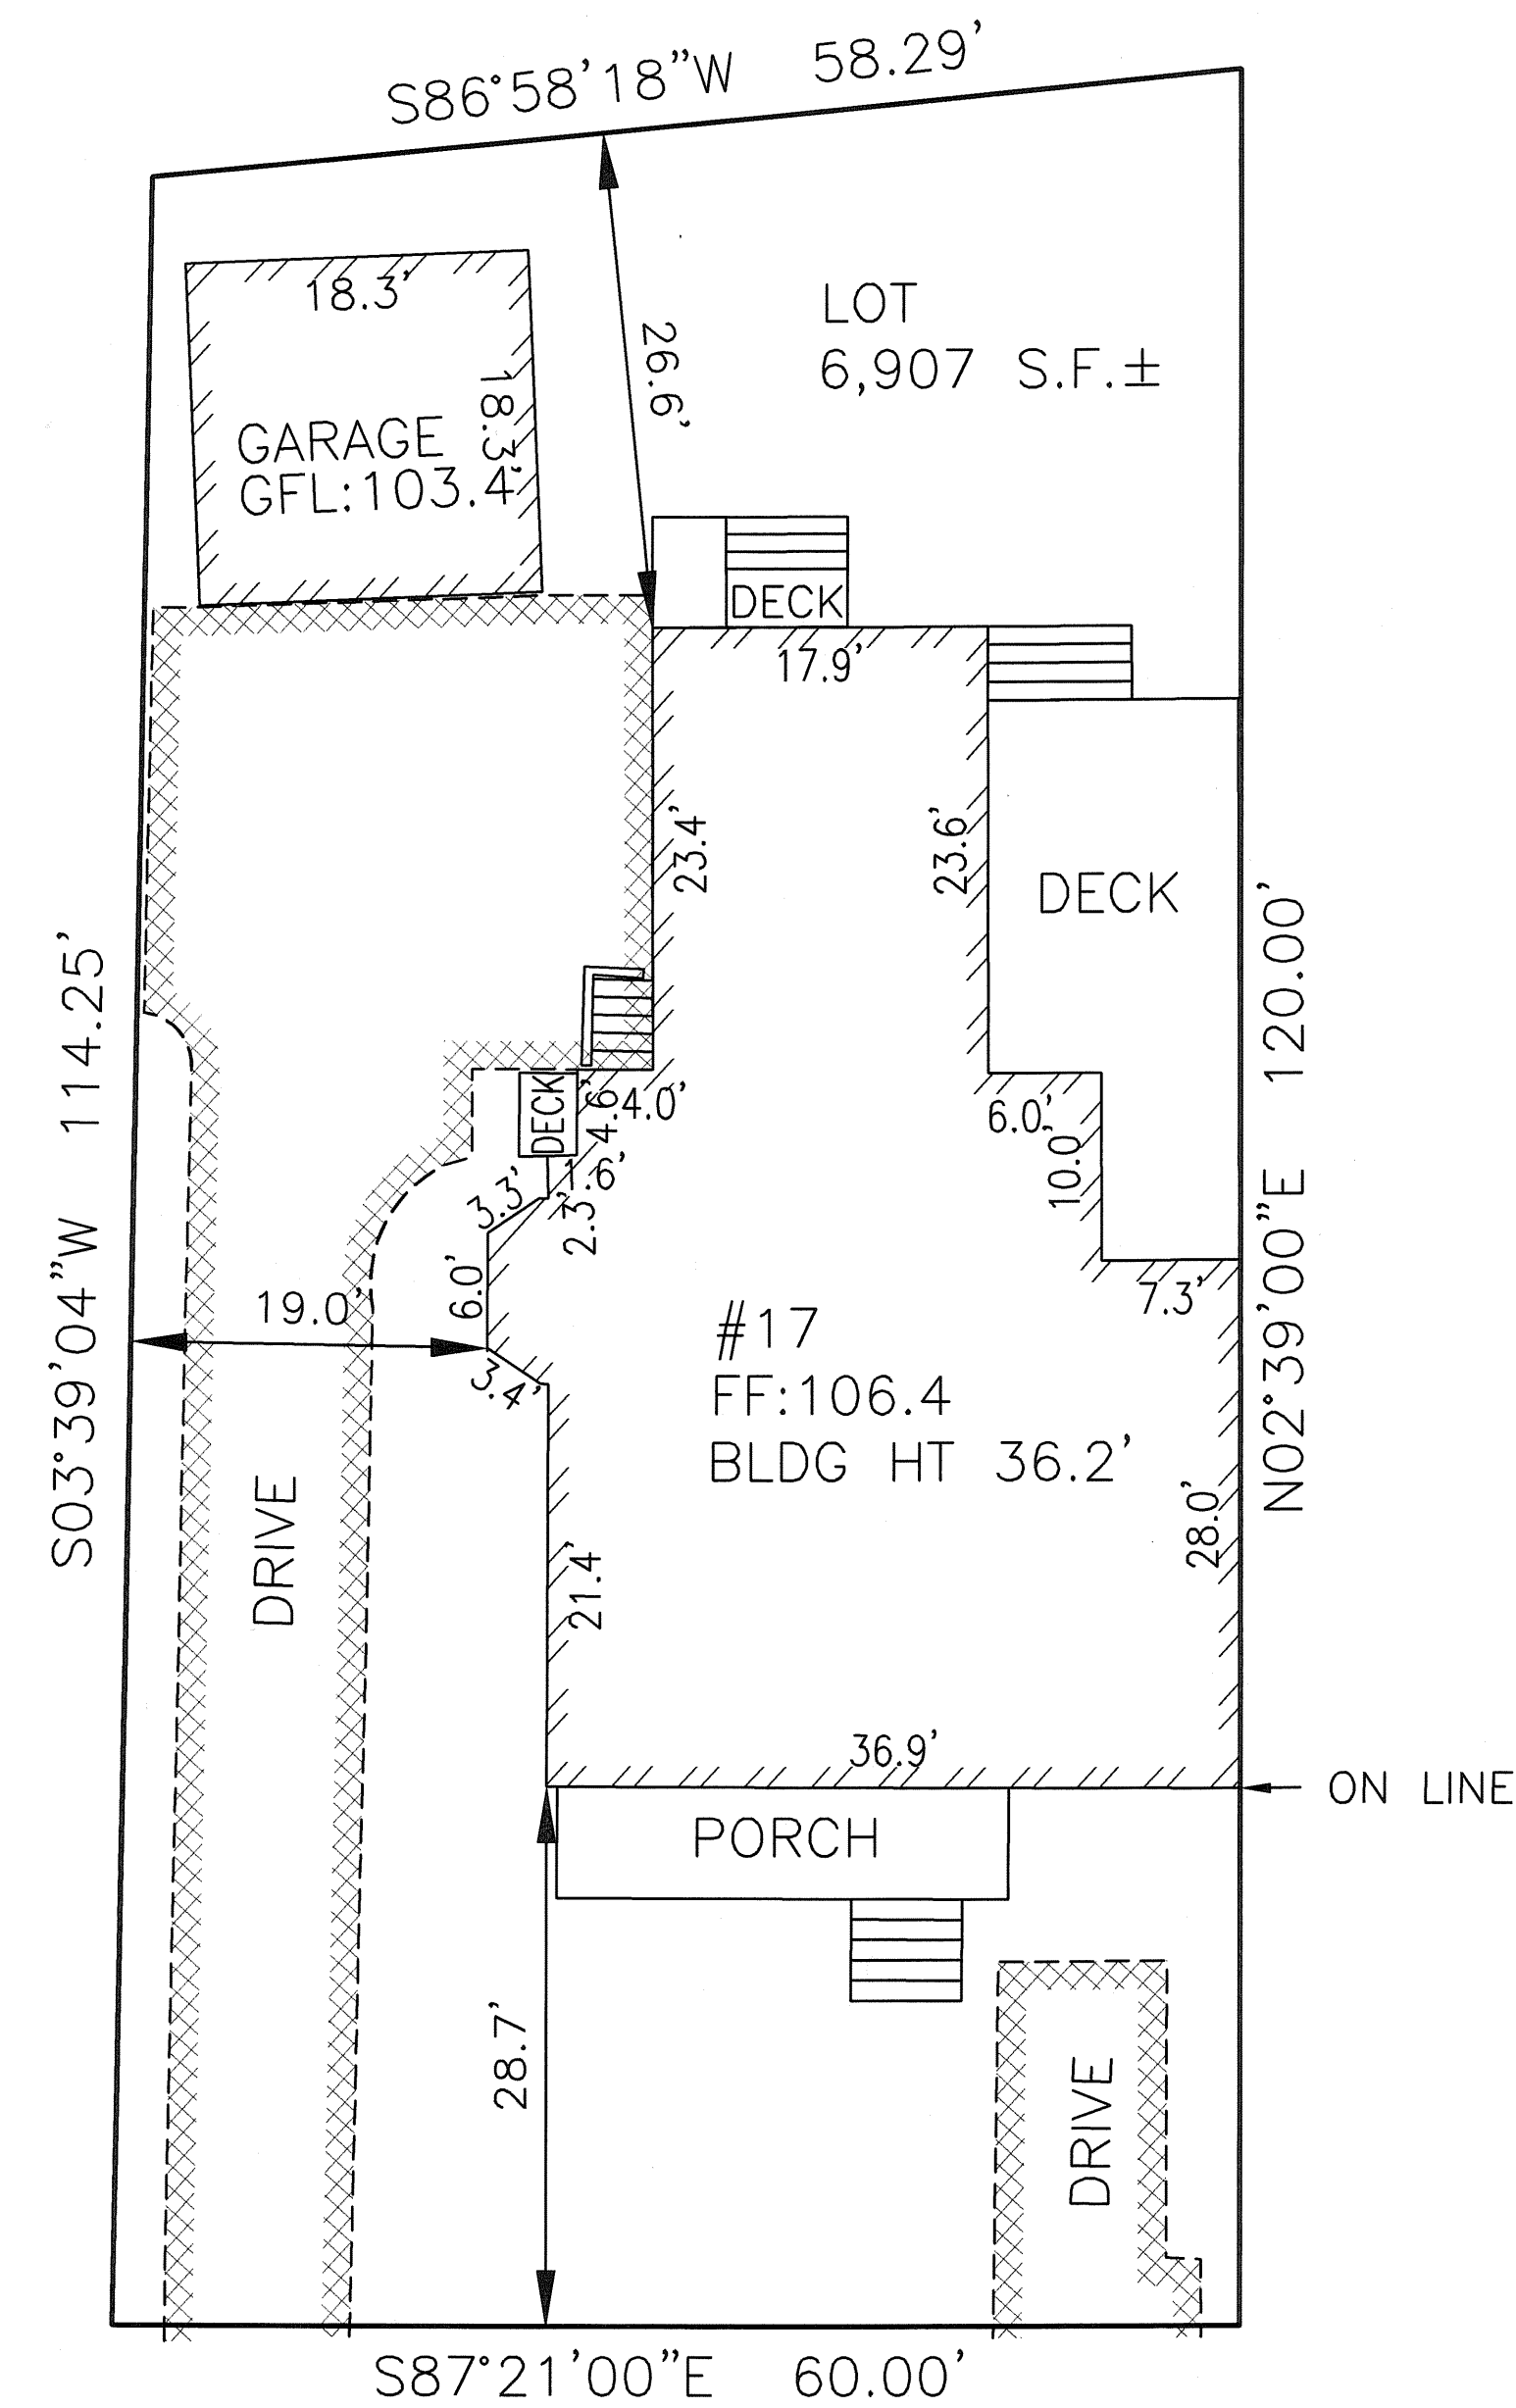 S86°58'18"W 58.29'
18.3'
18.3'
GARAGE
GFL:103.4'
26.6'
LOT
6,907 S.F.±
DECK
17.9'
23.4'
23.6'
DECK
S03°39'04"W 114.25'
N02°39'00"E 120.00'
DECK
4.6'
4.0'
1.6'
2.3'
3.3'
6.0'
3.4'
6.0'
10.0'
7.3'
19.0'
#17
FF:106.4
BLDG HT 36.2'
DRIVE
21.4'
28.0'
36.9'
ON LINE
PORCH
28.7'
DRIVE
S87°21'00"E 60.00'